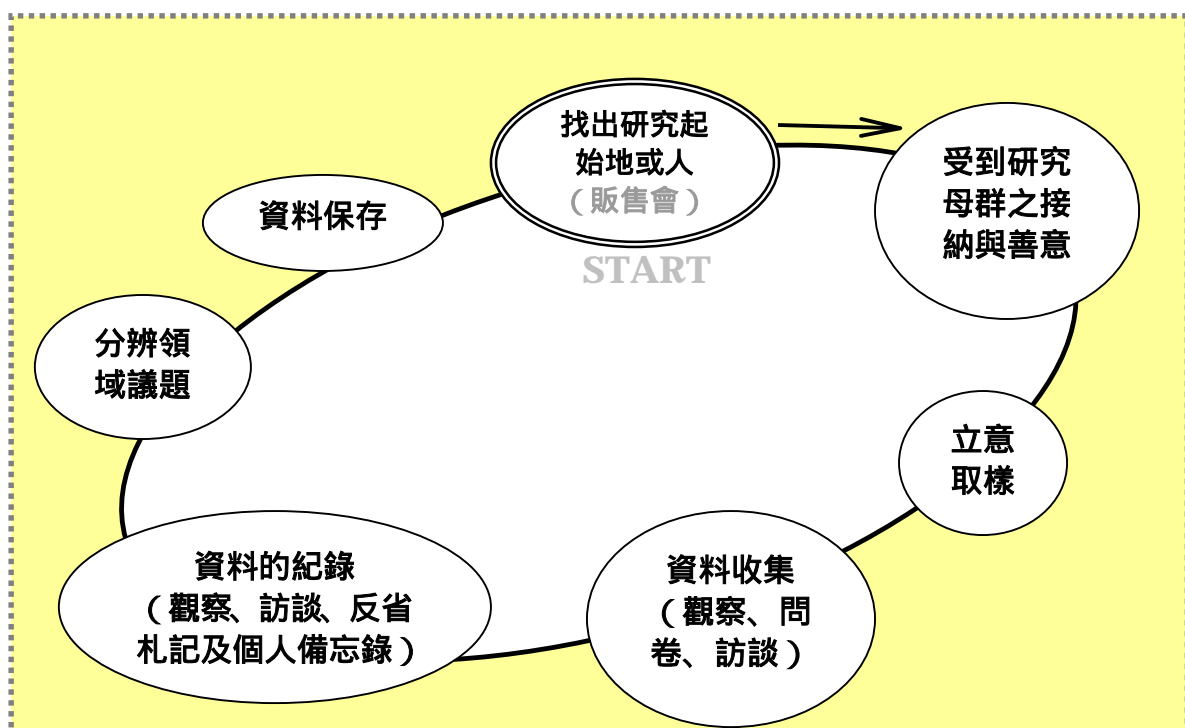 找出研究起
始地或人
（販售會）
START
受到研究
母群之接
納與善意
立意
取樣
資料收集
（觀察、問
卷、訪談）
資料的紀錄
（觀察、訪談、反省
札記及個人備忘錄）
分辨領
域議題
資料保存